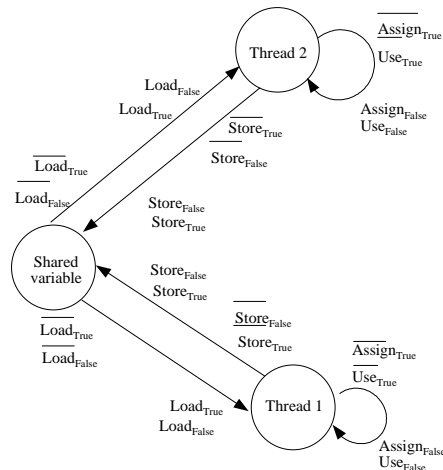 Assign_True
Thread 2
Use_True
Load_False
Load_True
Assign_False
Use_False
Store_True
Load_True
Store_False
Load_False
Store_False
Store_True
Shared
variable
Store_False
Store_True
Store_False
Load_True
Store_True
Load_False
Assign_True
Use_True
Load_True
Thread 1
Load_False
Assign_False
Use_False